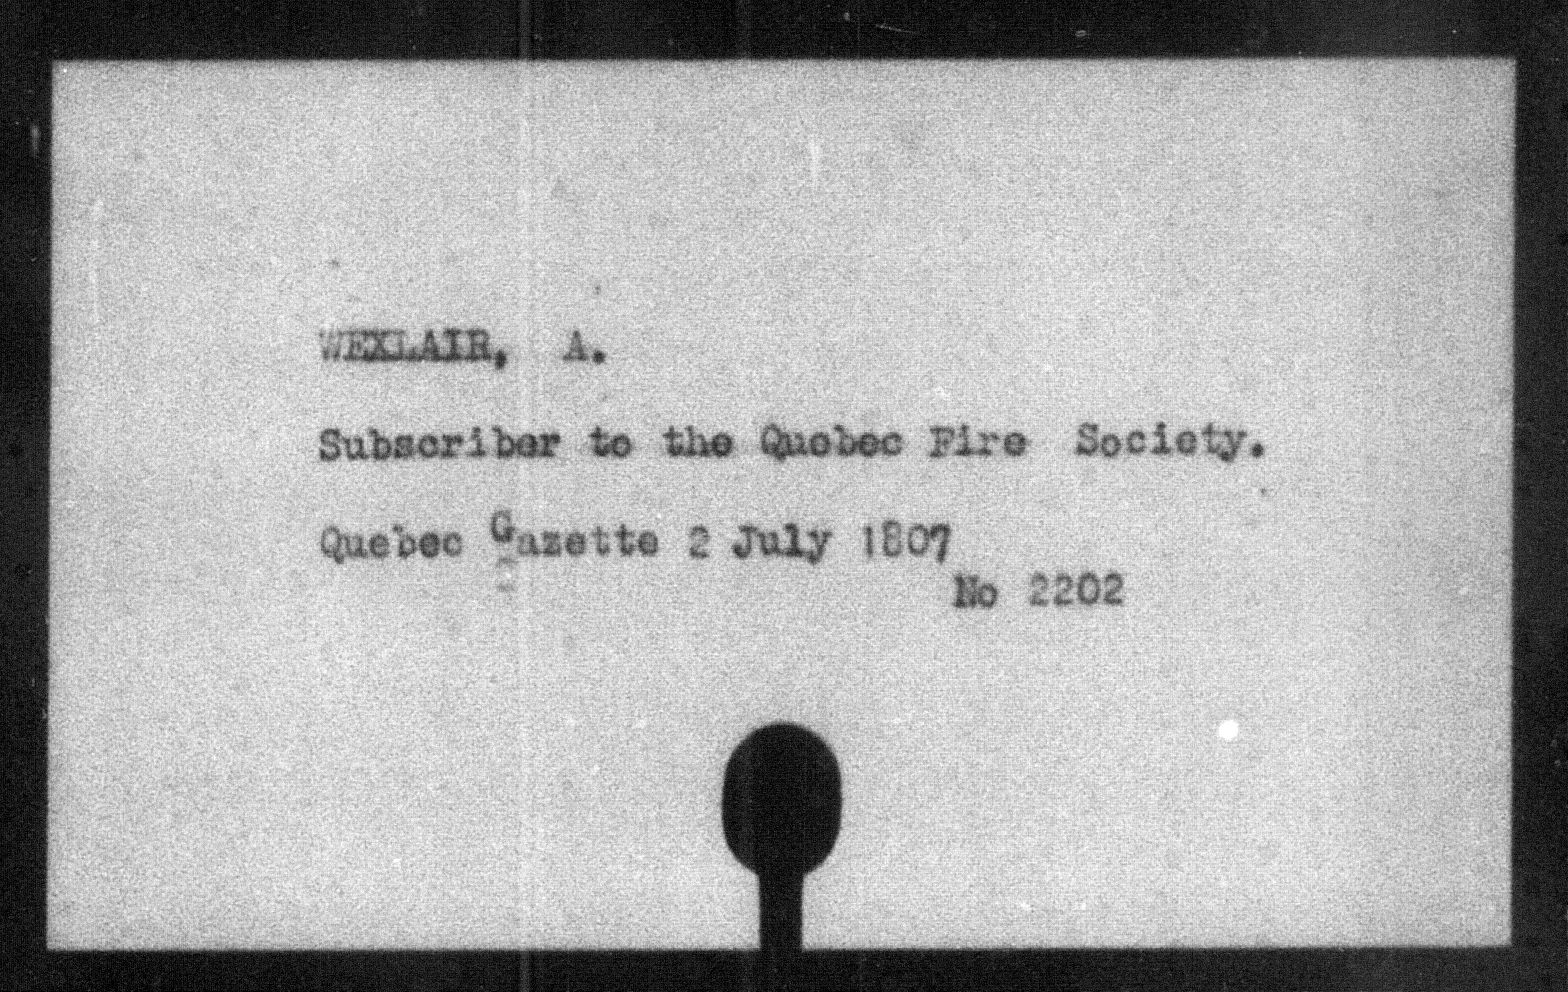 WEXLAIR, A.
Subscriber to the Quebec Fire Society.
Quebec Gazette 2 July 1807
No 2202